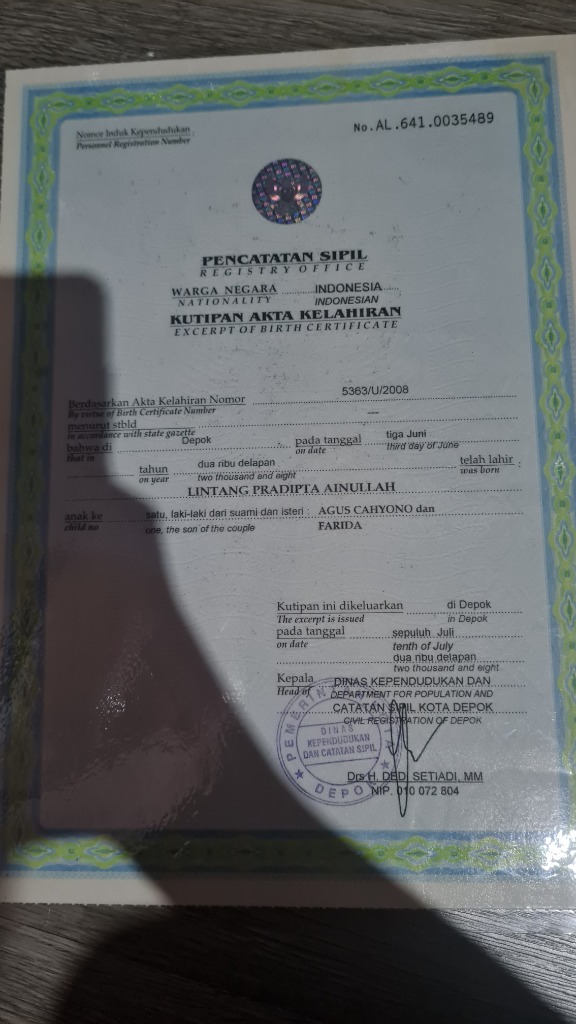 Nomor Induk Kependudukan
Personnel Registration Number
No.AL.641.0035489
PENCATATAN SIPIL
REGISTRY OFFICE
WARGA NEGARA INDONESIA
NATIONALITY INDONESIAN
KUTIPAN AKTA KELAHIRAN
EXCERPT OF BIRTH CERTIFICATE
Berdasarkan Akta Kelahiran Nomor 5363/U/2008
By virtue of Birth Certificate Number
menurut stbld —
in accordance with state gazette
bahwa di Depok pada tanggal tiga Juni
that in on date third day of June
tahun dua ribu delapan telah lahir :
on year two thousand and eight was born :
LINTANG PRADIPTA AINULLAH
anak ke satu, laki-laki dari suami dan isteri : AGUS CAHYONO dan
child no one, the son of the couple FARIDA
Kutipan ini dikeluarkan di Depok
The excerpt is issued in Depok
pada tanggal sepuluh Juli
on date tenth of July
dua ribu delapan
two thousand and eight
Kepala DINAS KEPENDUDUKAN DAN
Head of DEPARTMENT FOR POPULATION AND
CATATAN SIPIL KOTA DEPOK
CIVIL REGISTRATION OF DEPOK
DINAS
KEPENDUDUKAN
DAN CATATAN SIPIL
DEPOK
Drs H. DEDI SETIADI, MM
NIP. 010 072 804